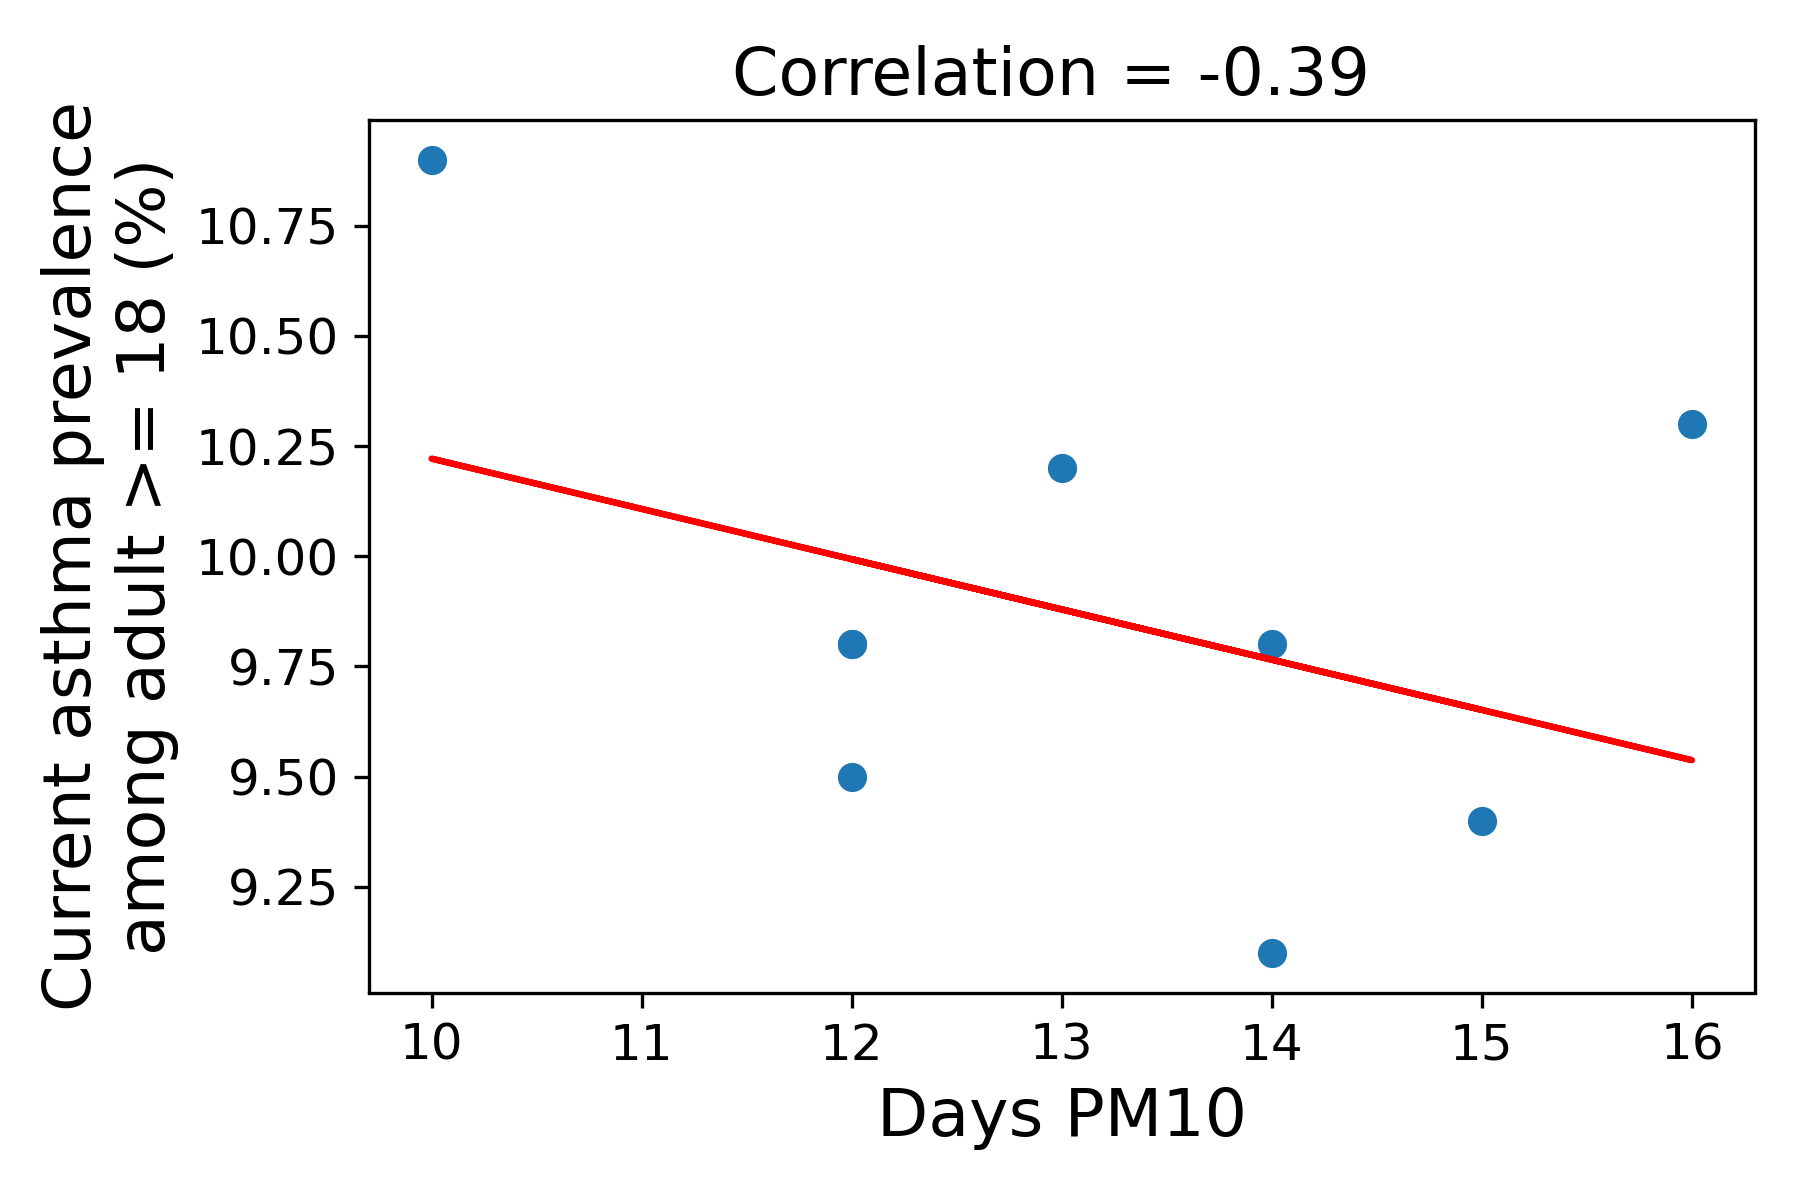 Correlation = -0.39
Current asthma prevalence
among adult >= 18 (%)
10.75
10.50
10.25
10.00
9.75
9.50
9.25
10 11 12 13 14 15 16
Days PM10